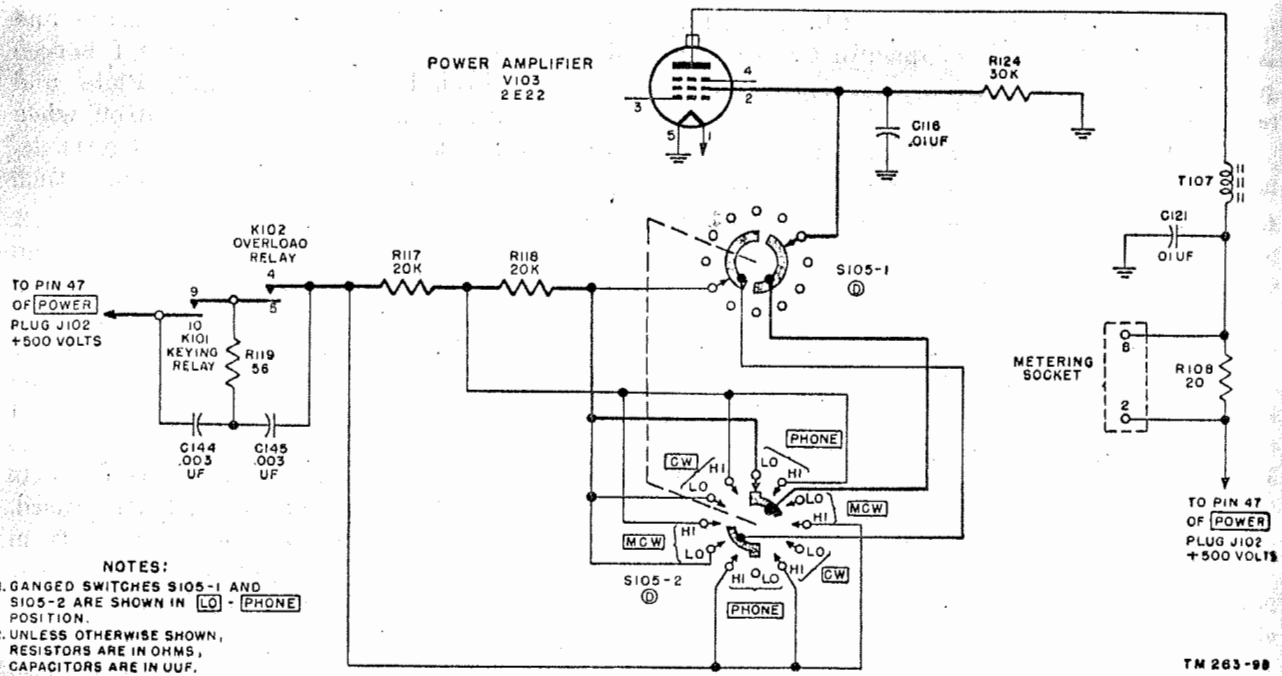 POWER AMPLIFIER
V103
2E22
4
2
3
5
1
R124
30K
C116
.01UF
T107
C121
01UF
K102
OVERLOAD
RELAY
4
5
R117
20K
R118
20K
S105-1
D
TO PIN 47
OF POWER
PLUG J102
+500 VOLTS
9
10
K101
KEYING
RELAY
R119
56
C144
.003
UF
C145
.003
UF
METERING
SOCKET
8
2
R108
20
TO PIN 47
OF POWER
PLUG J102
+500 VOLTS
PHONE
CW
HI
LO
LO
HI
LO
HI
MCW
MCW
HI
LO
LO
HI
CW
HI
LO
PHONE
S105-2
D
NOTES:
. GANGED SWITCHES S105-1 AND
S105-2 ARE SHOWN IN LO - PHONE
POSITION.
. UNLESS OTHERWISE SHOWN,
RESISTORS ARE IN OHMS,
CAPACITORS ARE IN UUF.
TM 263-98